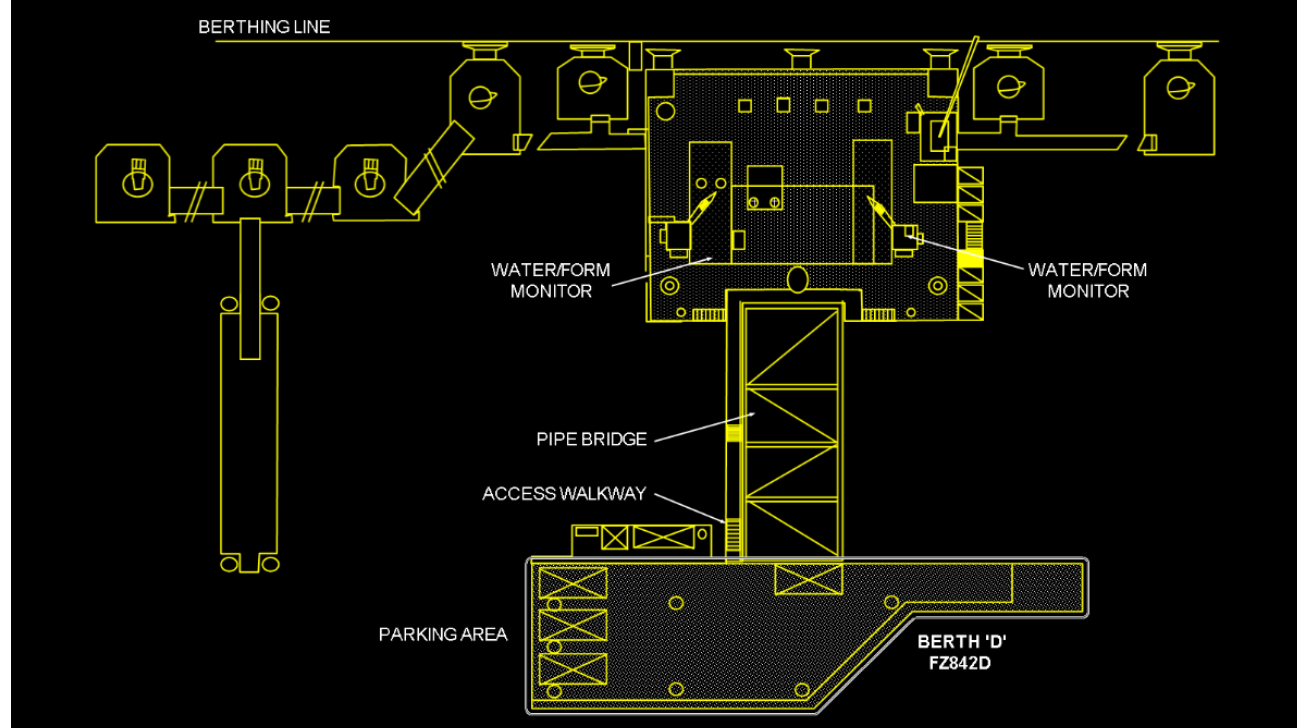 BERTHING LINE
WATER/FORM
MONITOR
WATER/FORM
MONITOR
PIPE BRIDGE
ACCESS WALKWAY
PARKING AREA
BERTH 'D'
FZ842D